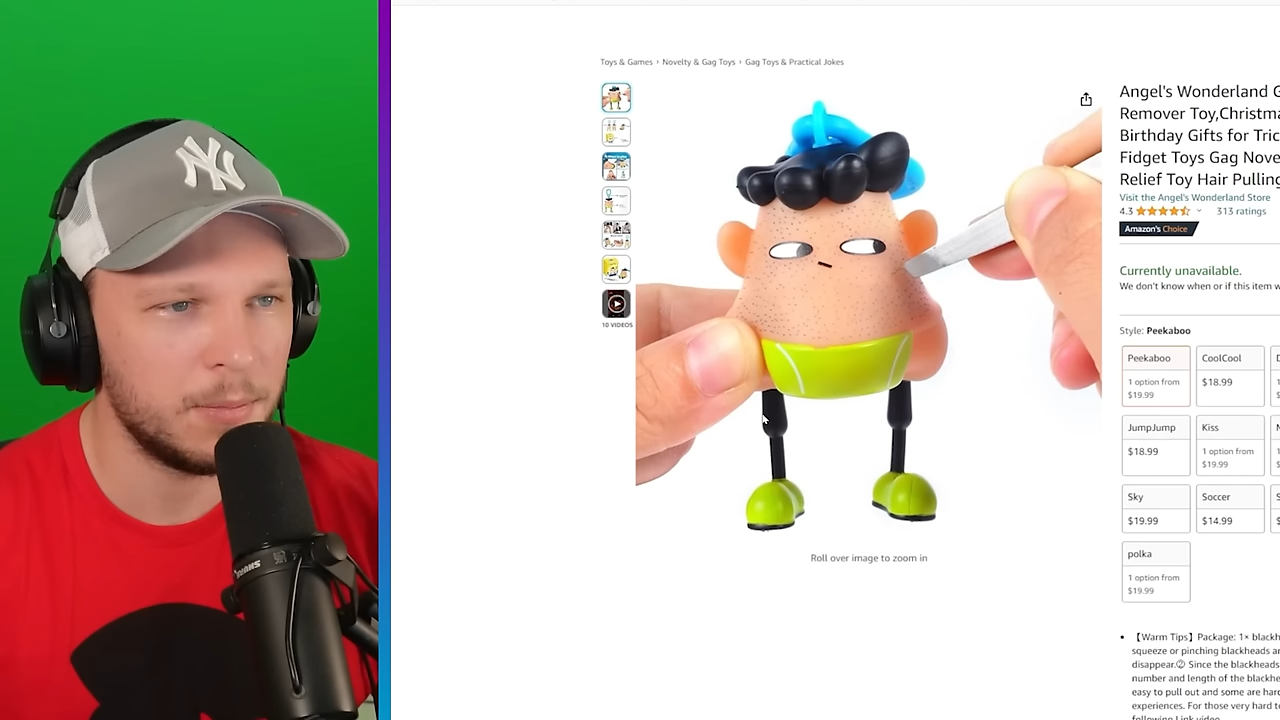 Toys & Games › Novelty & Gag Toys › Gag Toys & Practical Jokes
10 VIDEOS
Roll over image to zoom in
Angel's Wonderland
Remover Toy,Christma
Birthday Gifts for Tric
Fidget Toys Gag Nove
Relief Toy Hair Pulling
Visit the Angel's Wonderland Store
4.3 313 ratings
Amazon's Choice
Currently unavailable.
We don't know when or if this item w
Style: Peekaboo
Peekaboo CoolCool
1 option from $18.99
$19.99
JumpJump Kiss
$18.99 1 option from
$19.99
Sky Soccer
$19.99 $14.99
polka
1 option from
$19.99
• 【Warm Tips】Package: 1× blackh
squeeze or pinching blackheads a
disappear.② Since the blackheads
number and length of the blackhe
easy to pull out and some are hard
experiences. For those very hard t
following Link video.
NY